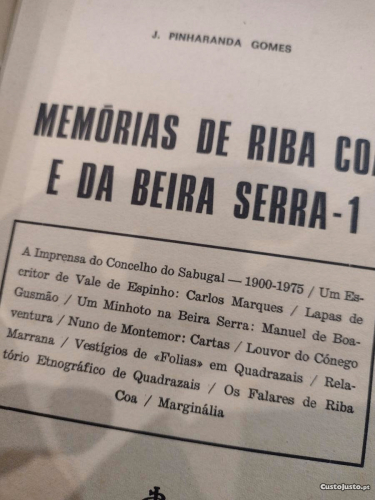 J. PINHARANDA GOMES
MEMÓRIAS DE RIBA COA
E DA BEIRA SERRA-1
A Imprensa do Concelho do Sabugal — 1900-1975 / Um Es-
critor de Vale de Espinho: Carlos Marques / Lapas de
Gusmão / Um Minhoto na Beira Serra: Manuel de Boa-
ventura / Nuno de Montemor: Cartas / Louvor do Cónego
Marrana / Vestígios de «Folias» em Quadrazais / Rela-
tório Etnográfico de Quadrazais / Os Falares de Riba
Coa / Marginália
CustoJusto.pt